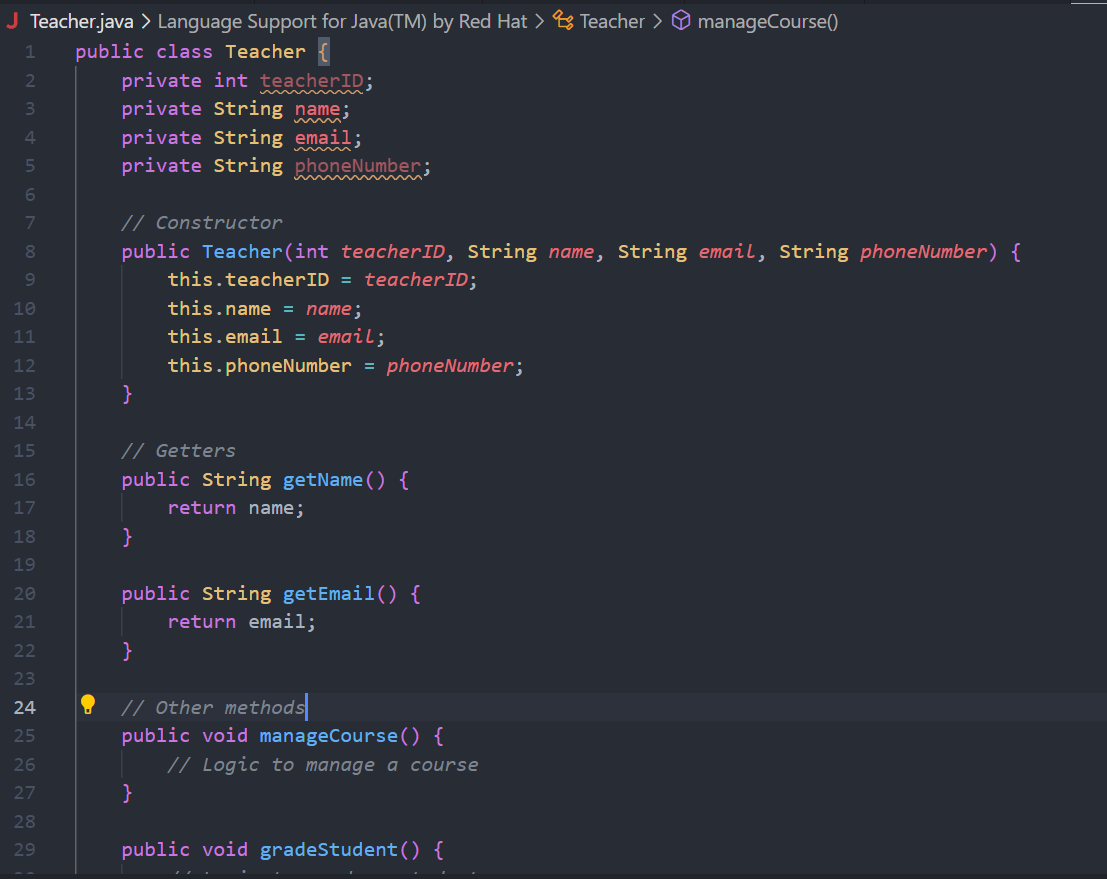 J Teacher.java > Language Support for Java(TM) by Red Hat > Teacher > manageCourse()
1 public class Teacher {
2     private int teacherID;
3     private String name;
4     private String email;
5     private String phoneNumber;
6
7     // Constructor
8     public Teacher(int teacherID, String name, String email, String phoneNumber) {
9         this.teacherID = teacherID;
10         this.name = name;
11         this.email = email;
12         this.phoneNumber = phoneNumber;
13     }
14
15     // Getters
16     public String getName() {
17         return name;
18     }
19
20     public String getEmail() {
21         return email;
22     }
23
24     // Other methods
25     public void manageCourse() {
26         // Logic to manage a course
27     }
28
29     public void gradeStudent() {